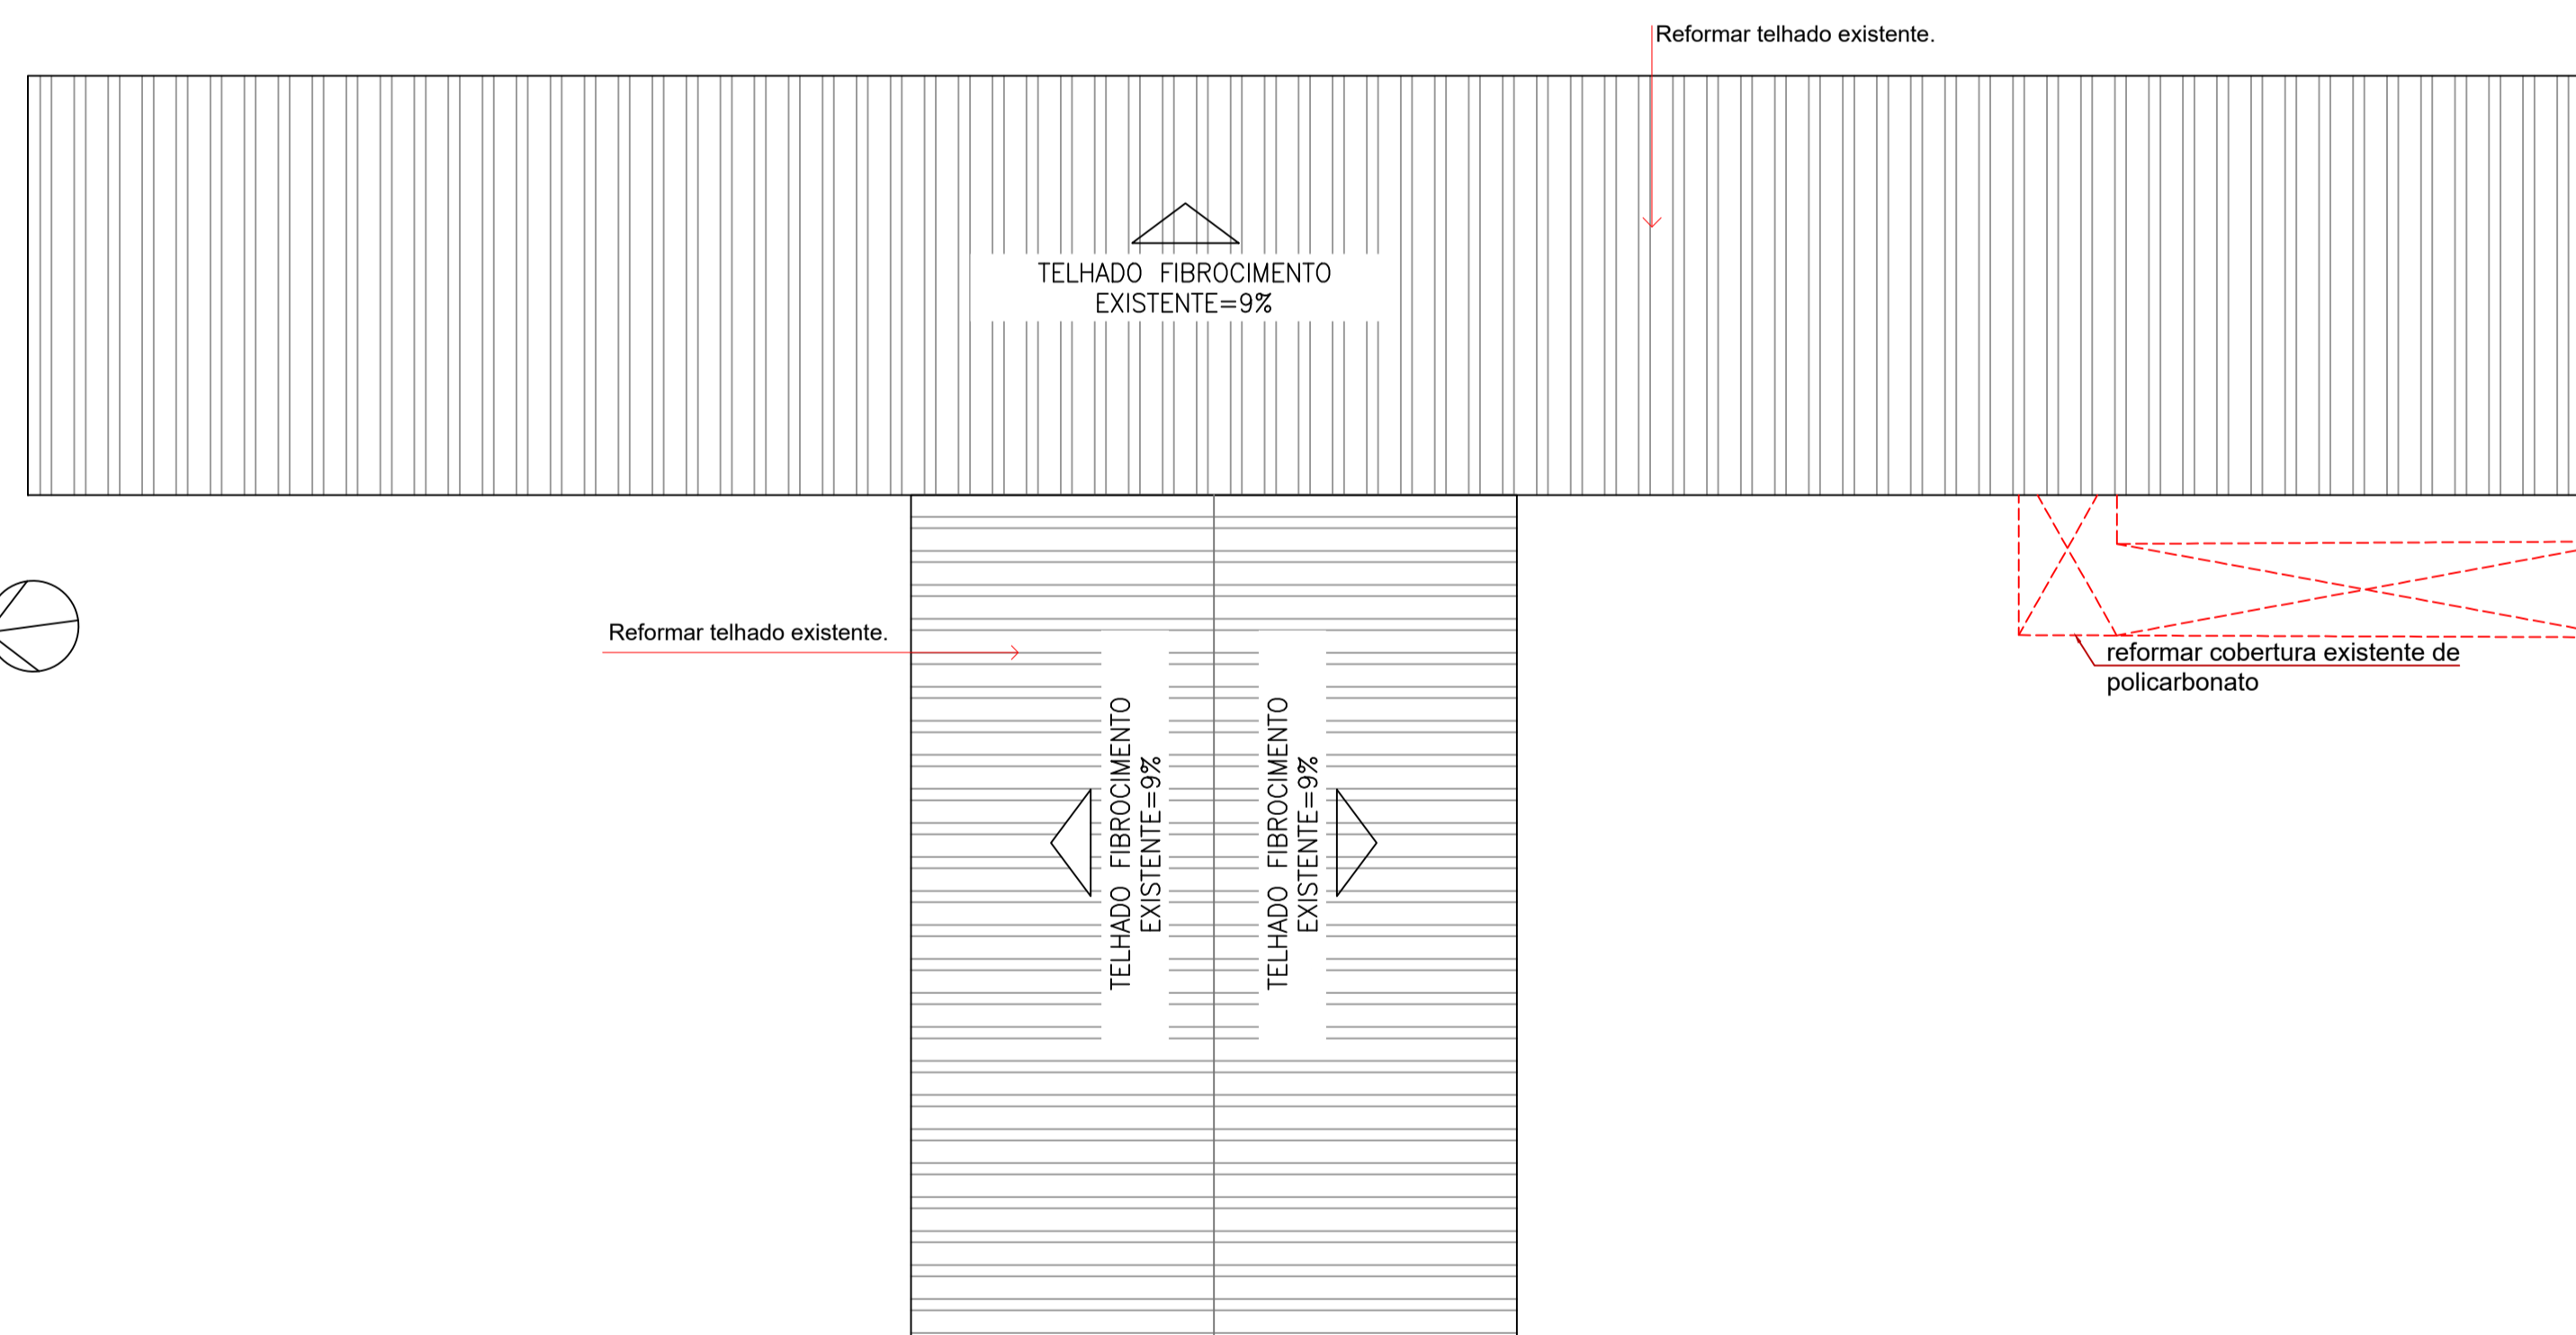 Reformar telhado existente.
TELHADO FIBROCIMENTO
EXISTENTE=9%
Reformar telhado existente.
TELHADO FIBROCIMENTO
EXISTENTE=9%
TELHADO FIBROCIMENTO
EXISTENTE=9%
reformar cobertura existente de
policarbonato